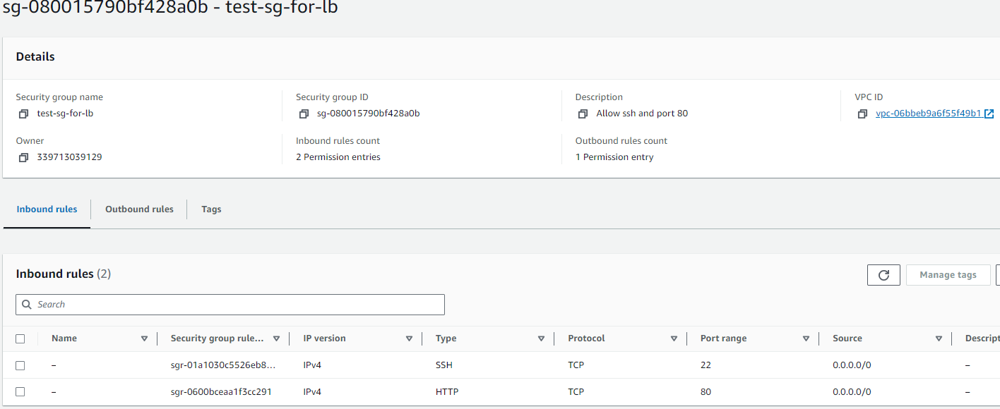 sg-080015790bf428a0b - test-sg-for-lb
Details
Security group name
Security group ID
Description
VPC ID
test-sg-for-lb
sg-080015790bf428a0b
Allow ssh and port 80
vpc-06bbeb9a6f55f49b1
Owner
Inbound rules count
Outbound rules count
339713039129
2 Permission entries
1 Permission entry
Inbound rules
Outbound rules
Tags
Inbound rules (2)
Manage tags
Search
Name
Security group rule...
IP version
Type
Protocol
Port range
Source
Descript
– sgr-01a1030c5526eb8... IPv4 SSH TCP 22 0.0.0.0/0 –
– sgr-0600bceaa1f3cc291 IPv4 HTTP TCP 80 0.0.0.0/0 –